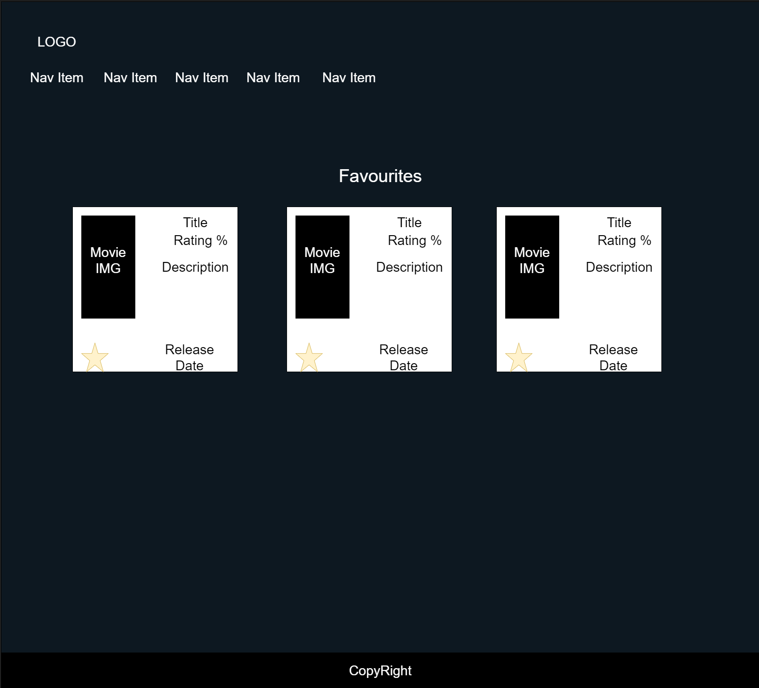 LOGO
Nav Item Nav Item Nav Item Nav Item Nav Item
Favourites
Movie
IMG
Title
Rating %
Description
Release
Date
Movie
IMG
Title
Rating %
Description
Release
Date
Movie
IMG
Title
Rating %
Description
Release
Date
CopyRight